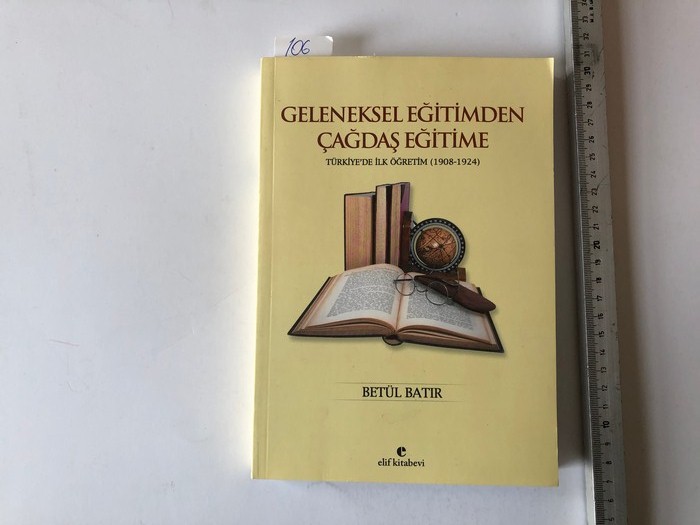 106
GELENEKSEL EĞİTİMDEN
ÇAĞDAŞ EĞİTİME
TÜRKİYE'DE İLK ÖĞRETİM (1908-1924)
BETÜL BATIR
e
elif kitabevi